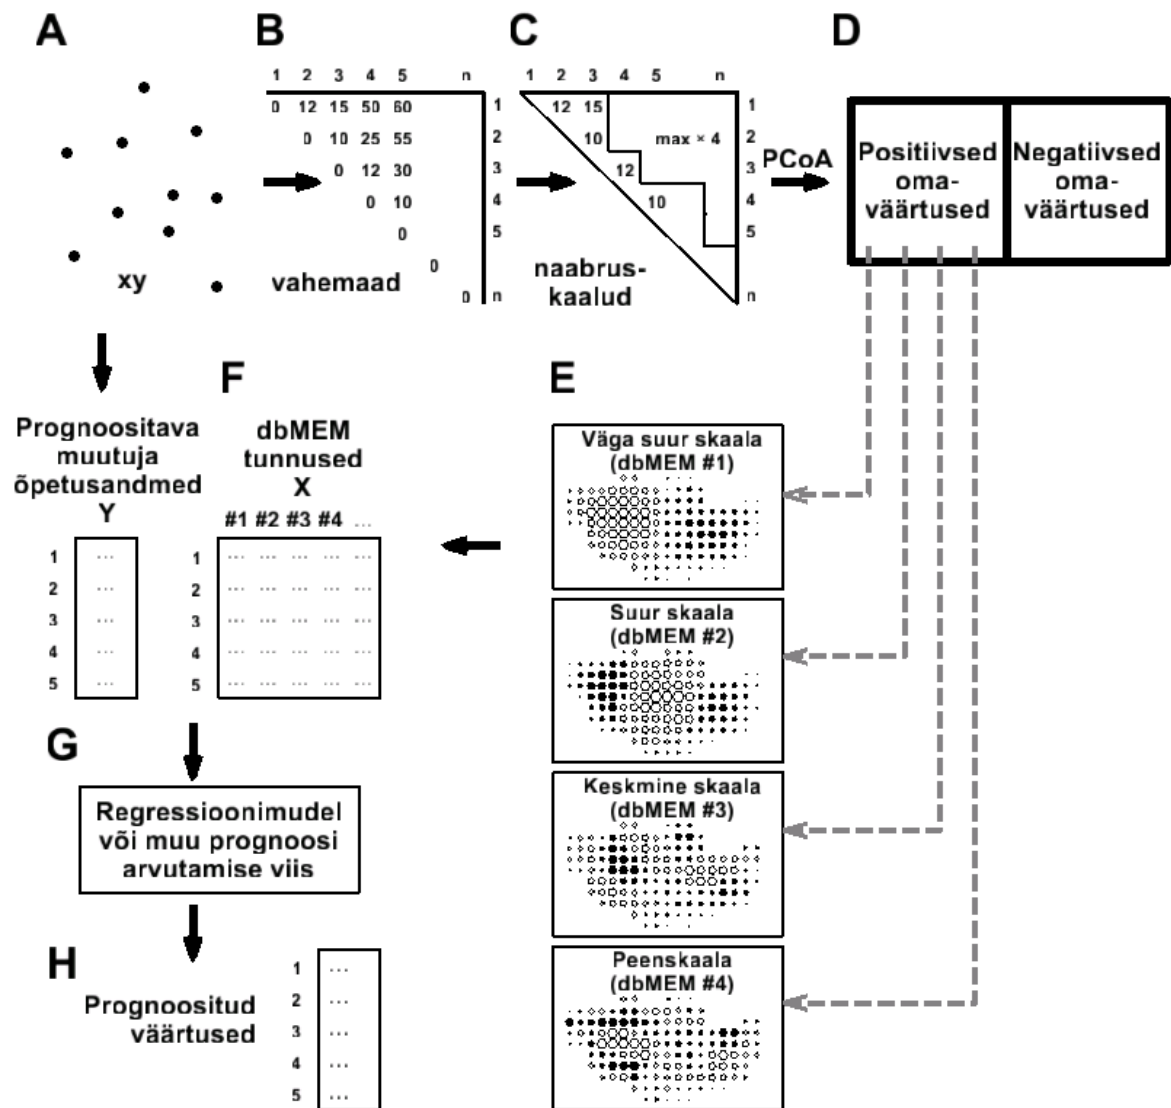 A
B
C
D
1 2 3 4 5 n
0 12 15 50 60 1
0 10 25 55 2
0 12 30 3
0 10 4
0 5
0
0 n
xy
vahemaad
1 2 3 4 5 n
12 15 1
10 max × 4 2
12 3
10 4
5
n
naabrus-
kaalud
PCoA
Positiivsed
oma-
väärtused
Negatiivsed
oma-
väärtused
E
Väga suur skaala
(dbMEM #1)
Suur skaala
(dbMEM #2)
Keskmine skaala
(dbMEM #3)
Peenskaala
(dbMEM #4)
F
Prognoositava
muutuja
õpetusandmed
Y
1 ...
2 ...
3 ...
4 ...
5 ...
dbMEM
tunnused
X
#1 #2 #3 #4 ...
1 ... ... ... ... ...
2 ... ... ... ... ...
3 ... ... ... ... ...
4 ... ... ... ... ...
5 ... ... ... ... ...
G
Regressioonimudel
või muu prognoosi
arvutamise viis
H
Prognoositud
väärtused
1 ...
2 ...
3 ...
4 ...
5 ...